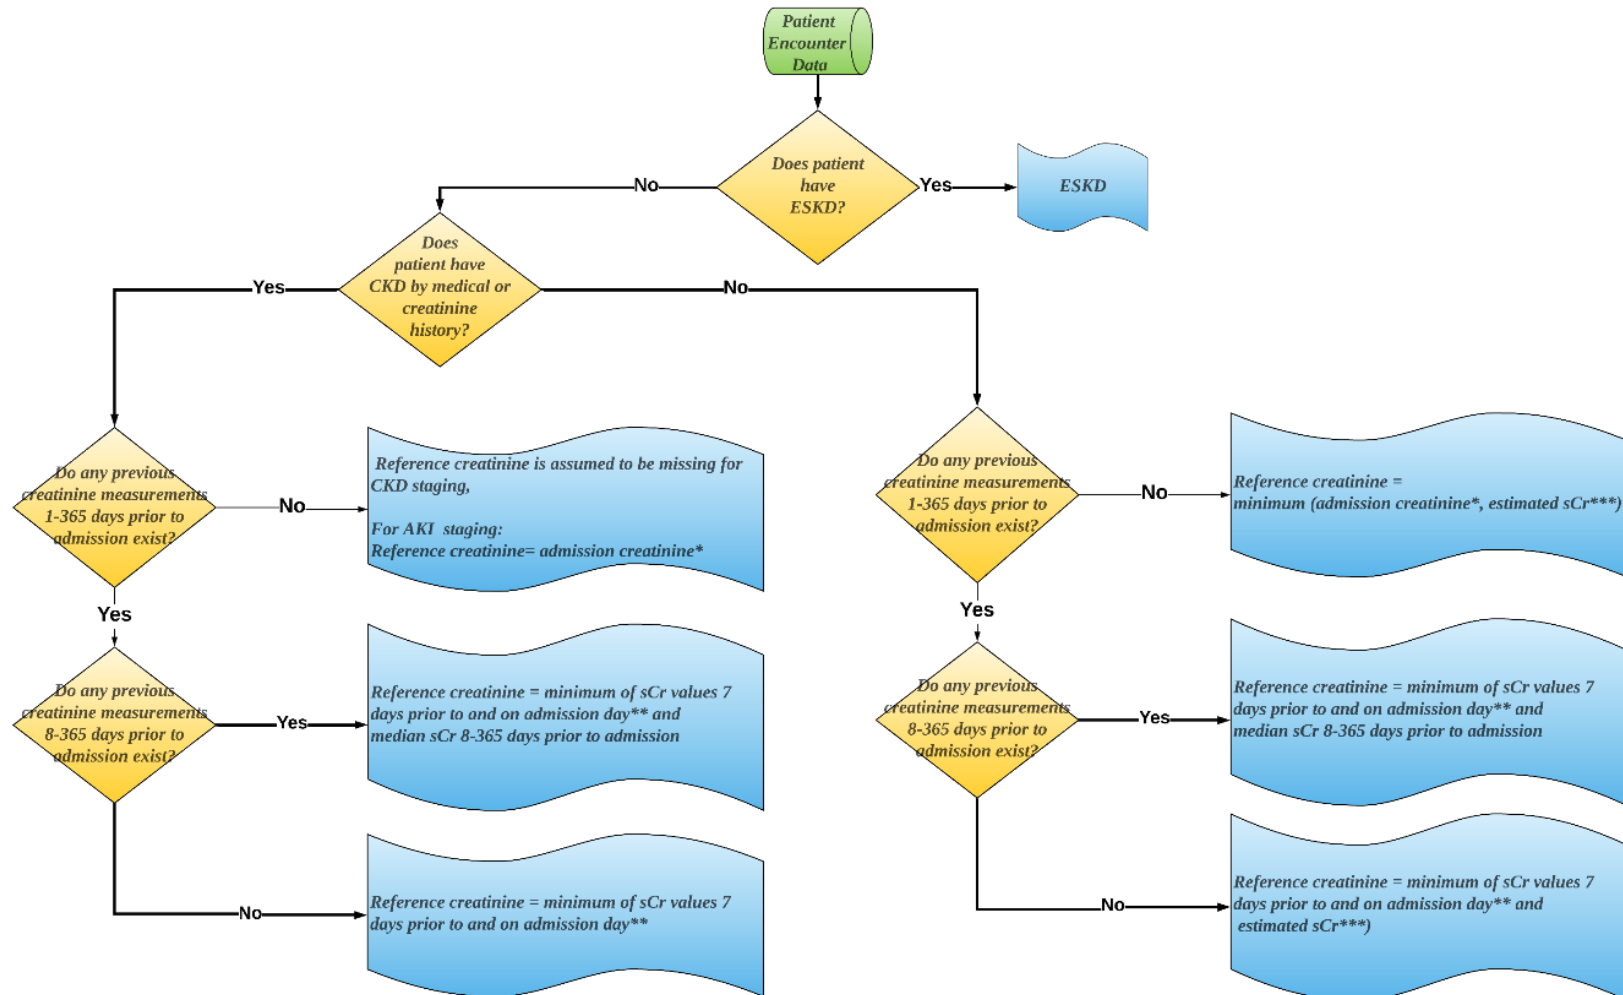 Patient
Encounter
Data
Does patient
have
ESKD?
No
Yes
ESKD
Does
patient have
CKD by medical or
creatinine
history?
Yes
No
Do any previous
creatinine measurements
1-365 days prior to
admission exist?
No
Reference creatinine is assumed to be missing for
CKD staging,
For AKI  staging:
Reference creatinine= admission creatinine*
Do any previous
creatinine measurements
1-365 days prior to
admission exist?
No
Reference creatinine =
minimum (admission creatinine*, estimated sCr***)
Yes
Yes
Do any previous
creatinine measurements
8-365 days prior to
admission exist?
Yes
Reference creatinine = minimum of sCr values 7
days prior to and on admission day** and
median sCr 8-365 days prior to admission
Do any previous
creatinine measurements
8-365 days prior to
admission exist?
Yes
Reference creatinine = minimum of sCr values 7
days prior to and on admission day** and
median sCr 8-365 days prior to admission
No
Reference creatinine = minimum of sCr values 7
days prior to and on admission day**
No
Reference creatinine = minimum of sCr values 7
days prior to and on admission day** and
estimated sCr***)